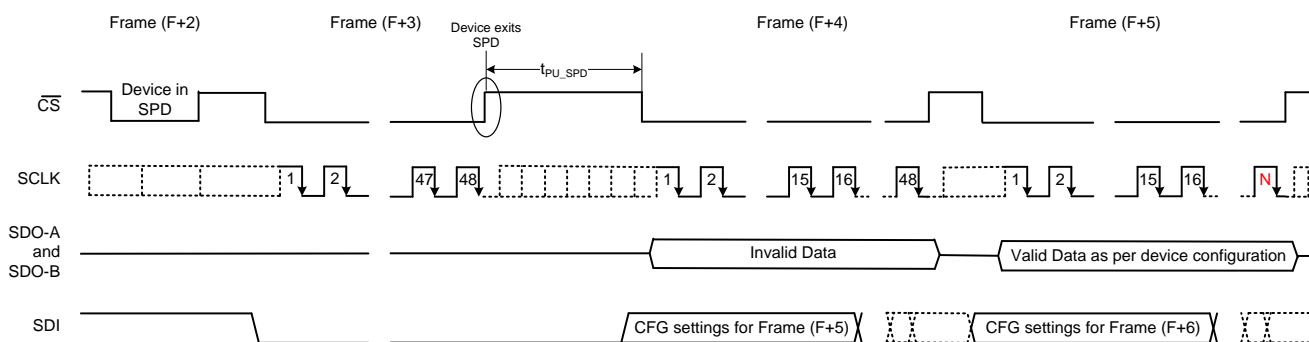 Frame (F+2) Frame (F+3) Frame (F+4) Frame (F+5)
Device exits
SPD
tPU_SPD
CS
Device in
SPD
SCLK 1 2 47 48 1 2 15 16 48 1 2 15 16 N
SDO-A
and
SDO-B
Invalid Data Valid Data as per device configuration
SDI CFG settings for Frame (F+5) CFG settings for Frame (F+6)